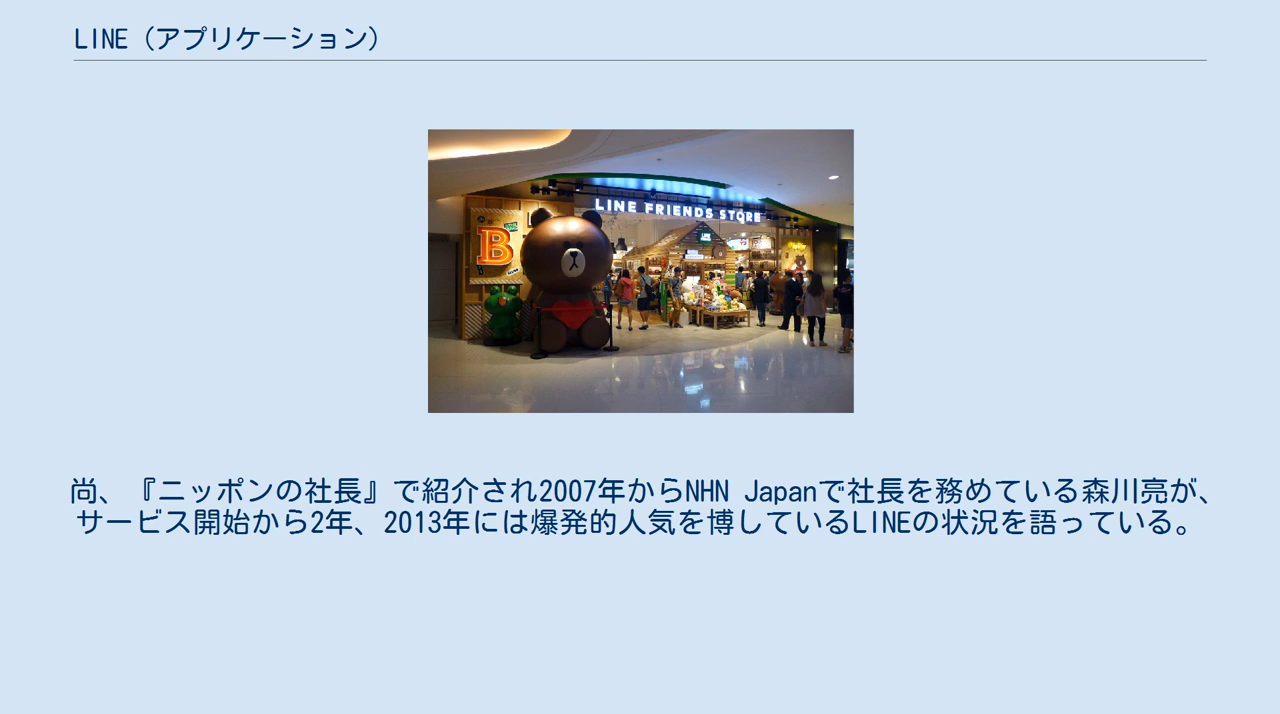 LINE（アプリケーション）
LINE FRIENDS STORE
B
尚、『ニッポンの社長』で紹介され2007年からNHN Japanで社長を務めている森川亮が、
サービス開始から2年、2013年には爆発的人気を博しているLINEの状況を語っている。